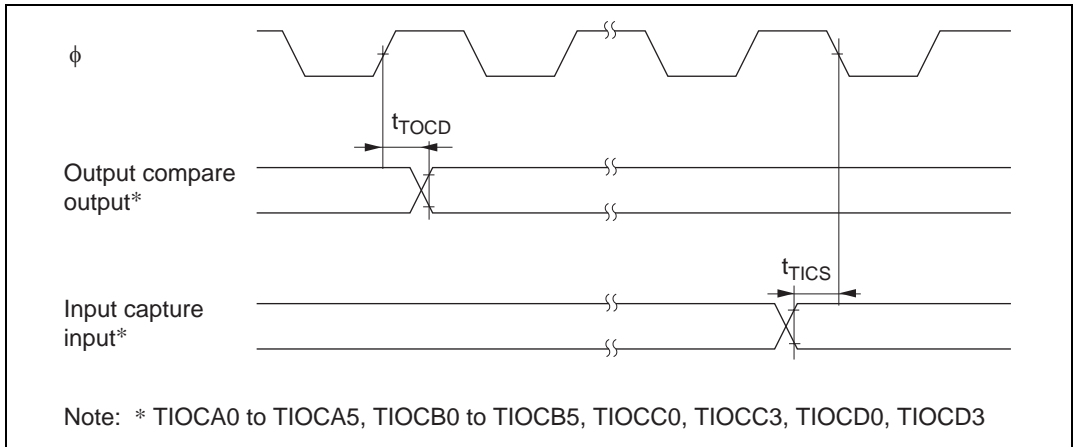 ϕ
tTOCD
Output compare
output*
tTICS
Input capture
input*
Note: * TIOCA0 to TIOCA5, TIOCB0 to TIOCB5, TIOCC0, TIOCC3, TIOCD0, TIOCD3